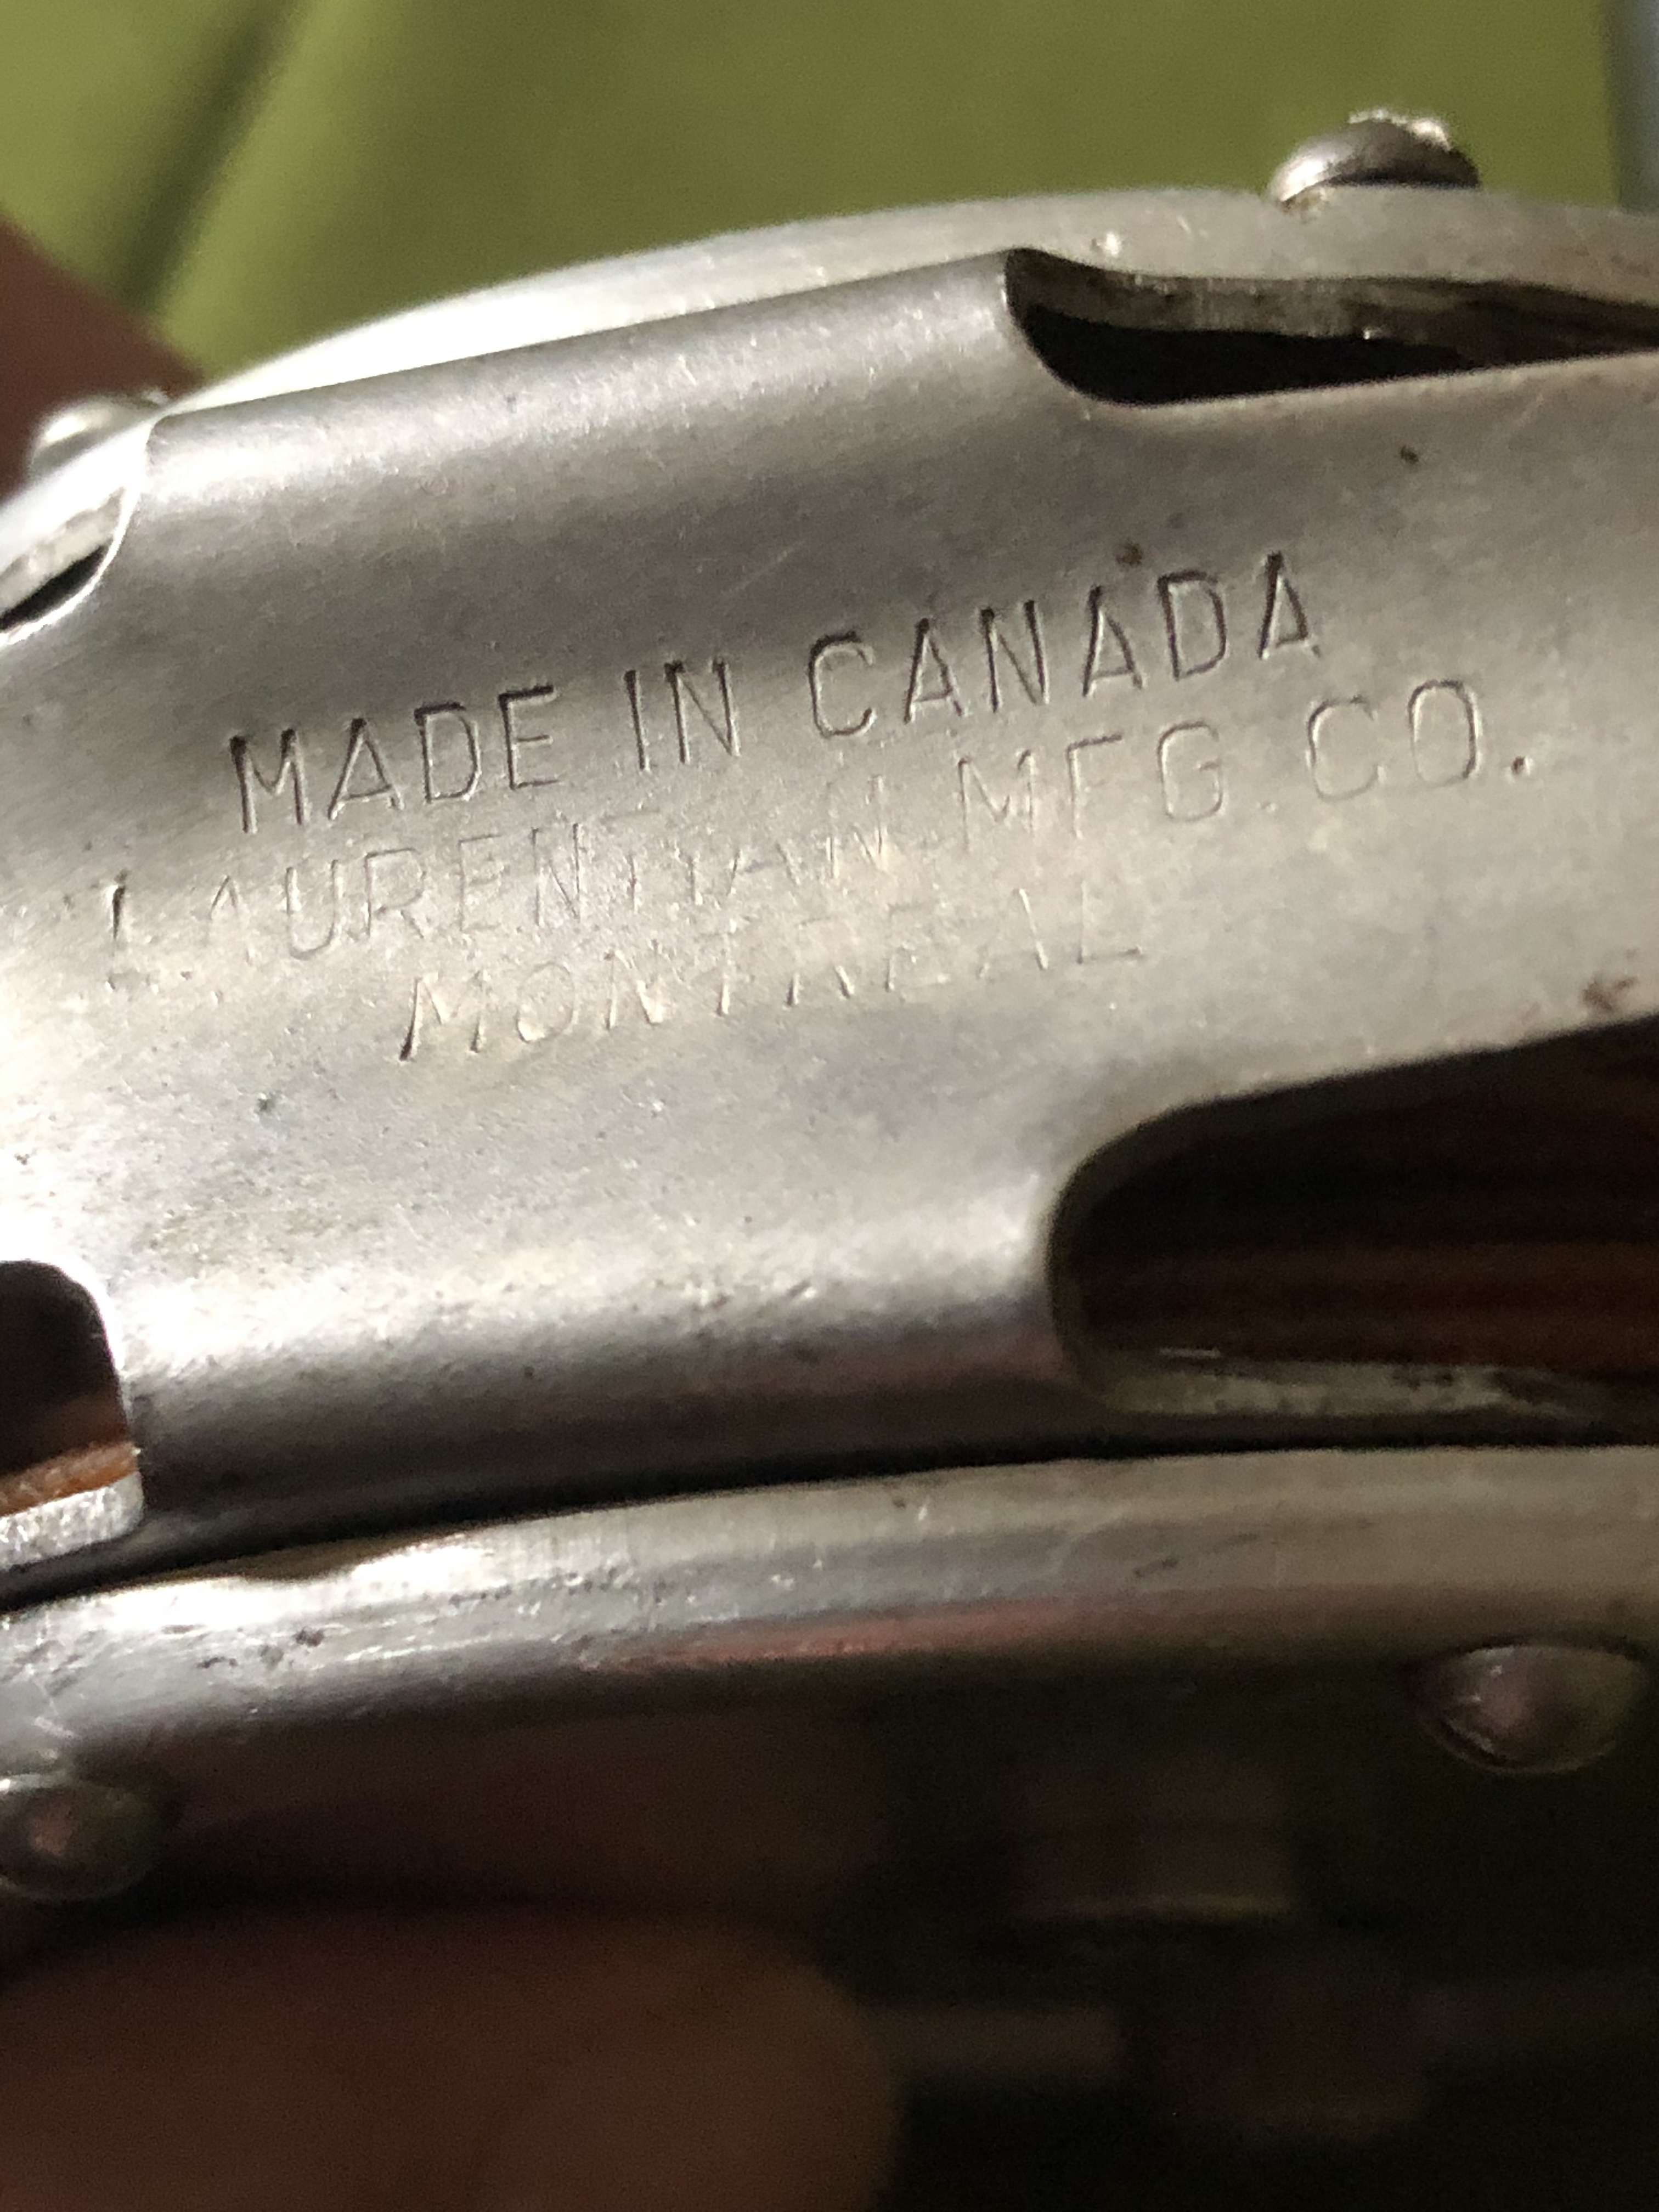 MADE IN CANADA
LAURENTIAN MFG. CO.
MONTREAL